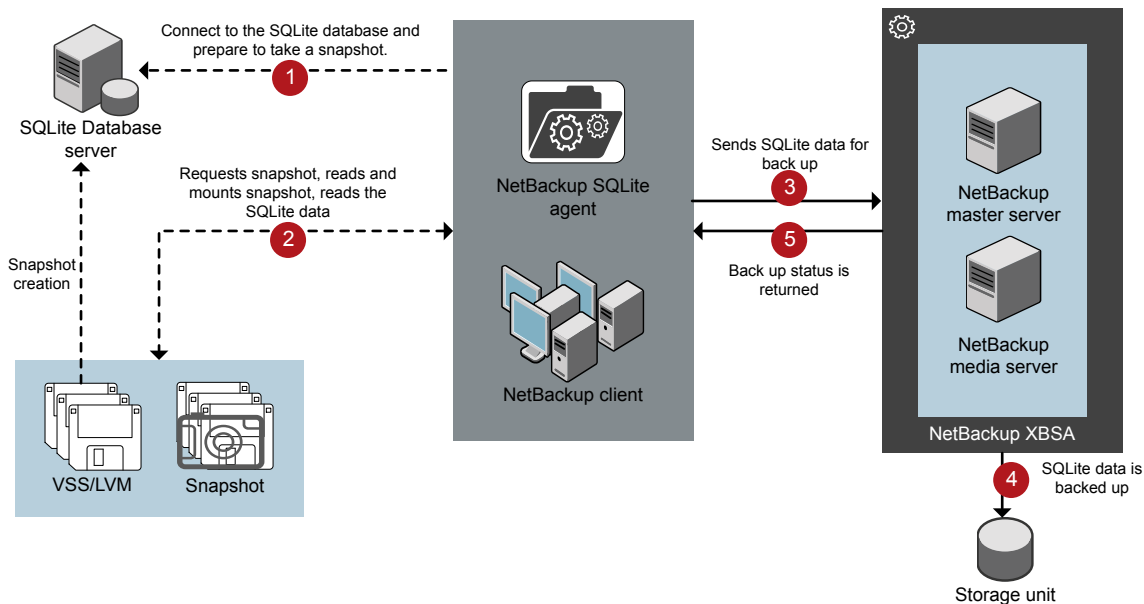 Connect to the SQLite database and
prepare to take a snapshot.
1
SQLite Database
server
Requests snapshot, reads and
mounts snapshot, reads the
SQLite data
2
Snapshot
creation
VSS/LVM
Snapshot
NetBackup SQLite
agent
NetBackup client
Sends SQLite data for
back up
3
5
Back up status is
returned
NetBackup
master server
NetBackup
media server
NetBackup XBSA
4
SQLite data is
backed up
Storage unit